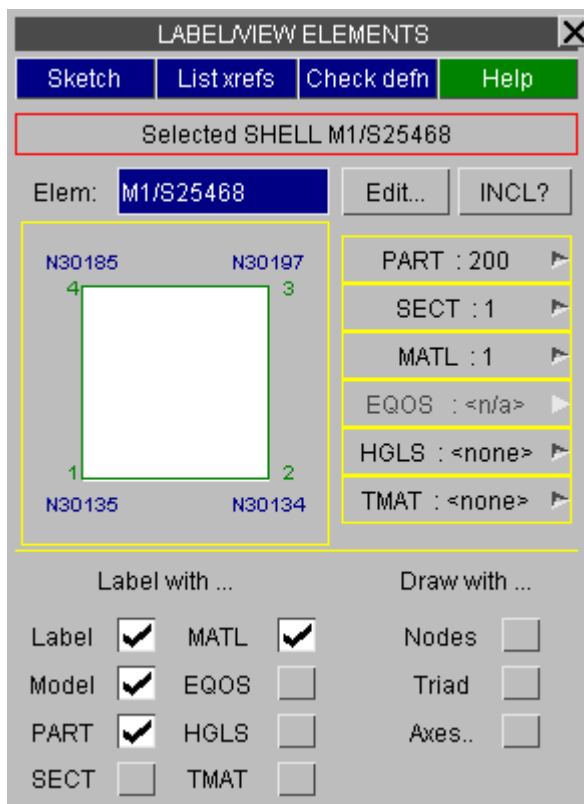 LABEL/VIEW ELEMENTS X
Sketch List xrefs Check defn Help
Selected SHELL M1/S25468
Elem: M1/S25468 Edit... INCL?
N30185 N30197
4 3
1 2
N30135 N30134
PART : 200
SECT : 1
MATL : 1
EQOS : <n/a>
HGLS : <none>
TMAT : <none>
Label with ... Draw with ...
Label MATL Nodes
Model EQOS Triad
PART HGLS Axes..
SECT TMAT